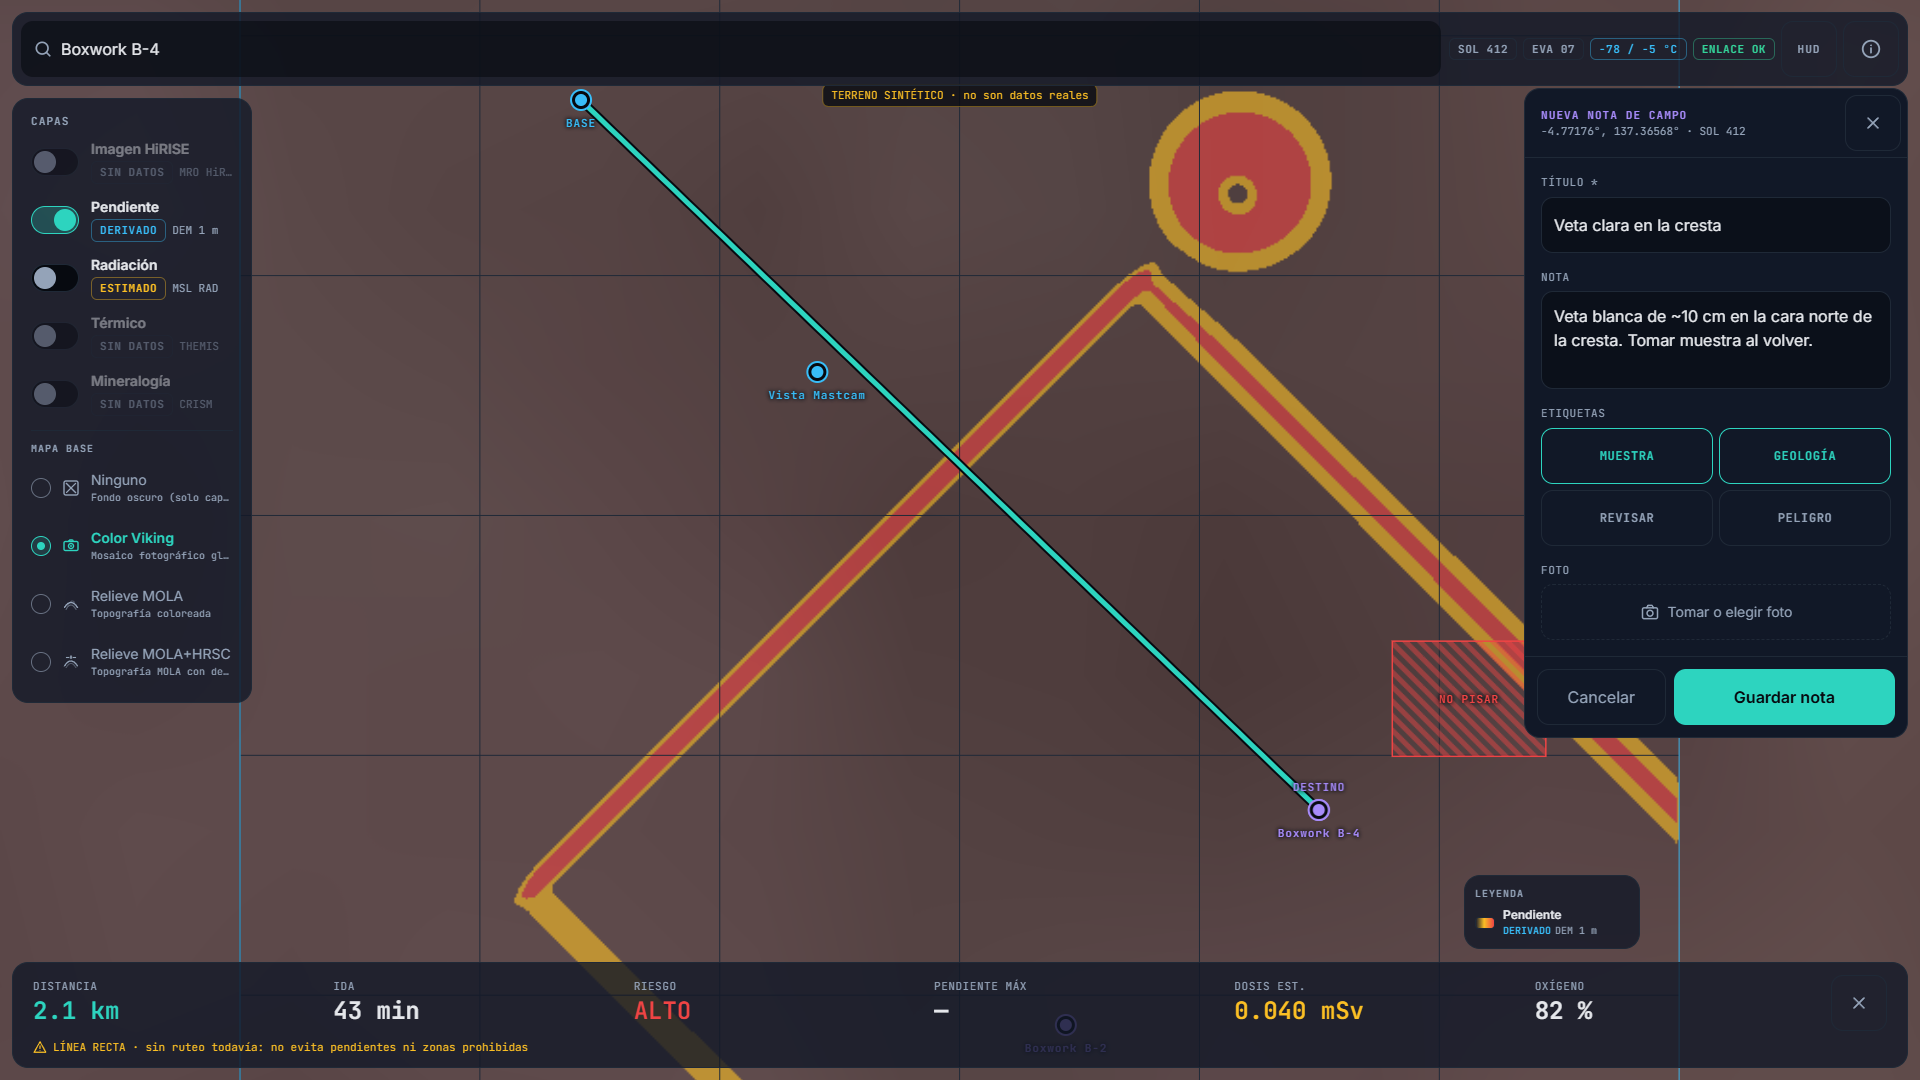 Boxwork B-4
SOL 412
EVA 07
-78 / -5 °C
ENLACE OK
HUD
TERRENO SINTÉTICO · no son datos reales
CAPAS
Imagen HiRISE
SIN DATOS MRO HiR…
Pendiente
DERIVADO DEM 1 m
Radiación
ESTIMADO MSL RAD
Térmico
SIN DATOS THEMIS
Mineralogía
SIN DATOS CRISM
MAPA BASE
Ninguno
Fondo oscuro (solo cap…
Color Viking
Mosaico fotográfico gl…
Relieve MOLA
Topografía coloreada
Relieve MOLA+HRSC
Topografía MOLA con de…
BASE
Vista Mastcam
NO PISAR
DESTINO
Boxwork B-4
NUEVA NOTA DE CAMPO
-4.77176°, 137.36568° · SOL 412
TÍTULO *
Veta clara en la cresta
NOTA
Veta blanca de ~10 cm en la cara norte de
la cresta. Tomar muestra al volver.
ETIQUETAS
MUESTRA
GEOLOGÍA
REVISAR
PELIGRO
FOTO
Tomar o elegir foto
Cancelar
Guardar nota
LEYENDA
Pendiente
DERIVADO DEM 1 m
DISTANCIA
2.1 km
IDA
43 min
RIESGO
ALTO
PENDIENTE MÁX
—
DOSIS EST.
0.040 mSv
OXÍGENO
82 %
Boxwork B-2
LÍNEA RECTA · sin ruteo todavía: no evita pendientes ni zonas prohibidas